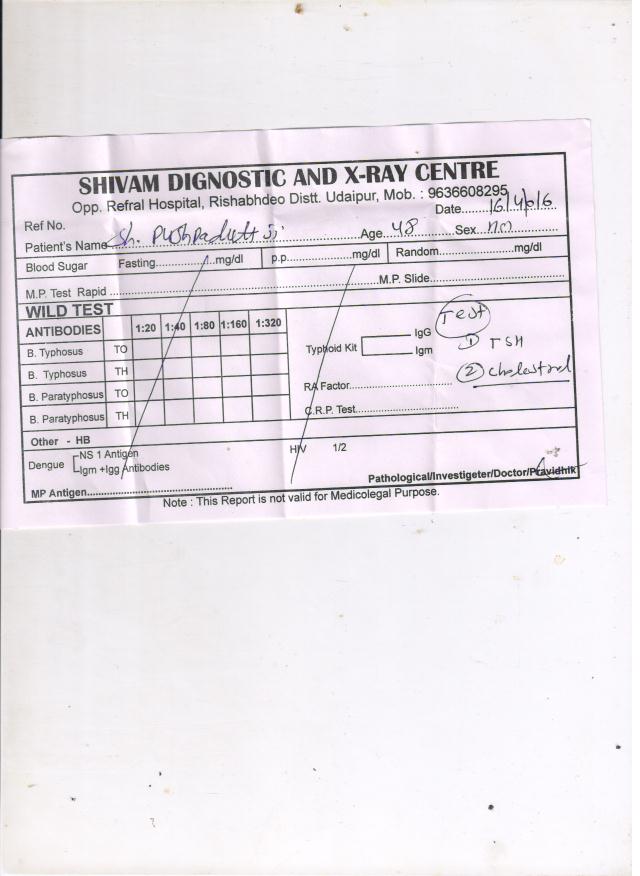 SHIVAM DIGNOSTIC AND X-RAY CENTRE
Opp. Refral Hospital, Rishabhdeo Distt. Udaipur, Mob. : 9636608295
Ref No. Date........16/4/016
Patient's Name Sh. Pushpadutt Ji Age 48 Sex
Blood Sugar Fasting....................mg/dl p.p....................mg/dl Random....................mg/dl
M.P. Test Rapid ....................M.P. Slide....................
WILD TEST
ANTIBODIES 1:20 1:40 1:80 1:160 1:320
B. Typhosus TO
B. Typhosus TH
B. Paratyphosus TO
B. Paratyphosus TH
Typhoid Kit IgG
Igm
RA Factor....................
C.R.P. Test....................
Test
① TSH
② Cholestrol
Other - HB
Dengue NS 1 Antigen
Igm +Igg Antibodies
HIV 1/2
MP Antigen....................
Pathological/Investigeter/Doctor/Pravidhik
Note : This Report is not valid for Medicolegal Purpose.